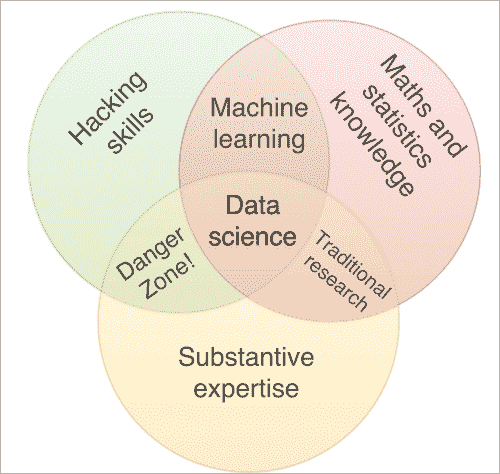 Hacking
skills
Machine
learning
Maths and
statistics
knowledge
Data
science
Danger
Zone!
Traditional
research
Substantive
expertise